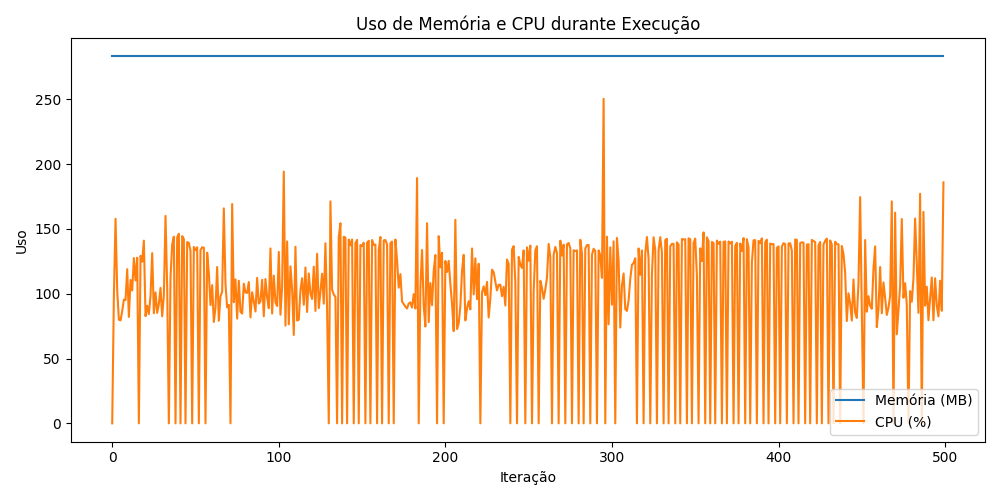 Uso de Memória e CPU durante Execução
Uso
250
200
150
100
50
0
0 100 200 300 400 500
Iteração
Memória (MB)
CPU (%)